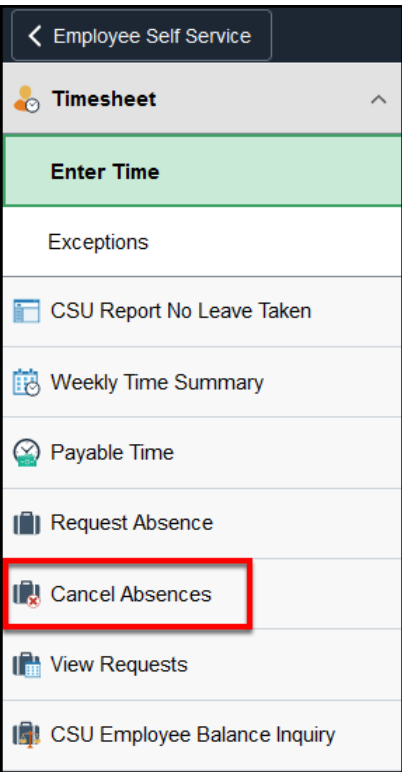 Employee Self Service
Timesheet
Enter Time
Exceptions
CSU Report No Leave Taken
Weekly Time Summary
Payable Time
Request Absence
Cancel Absences
View Requests
CSU Employee Balance Inquiry